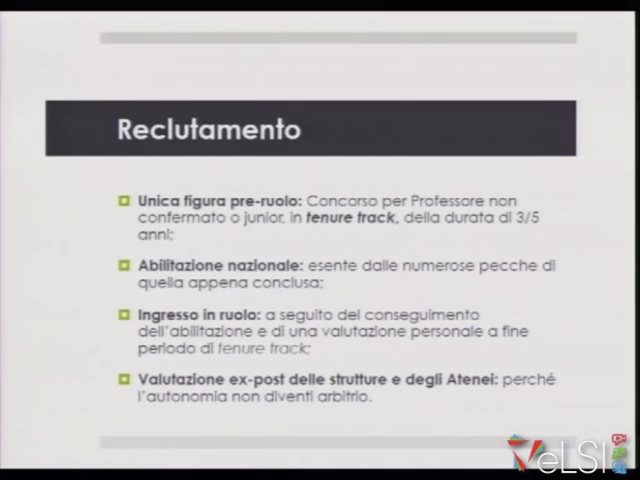 Reclutamento
Unica figura pre-ruolo: Concorso per Professore non
confermato o junior, in tenure track, della durata di 3/5
anni;
Abilitazione nazionale: esente dalle numerose pecche di
quella appena conclusa;
Ingresso in ruolo: a seguito del conseguimento
dell'abilitazione e di una valutazione personale a fine
periodo di tenure track;
Valutazione ex-post delle strutture e degli Atenei: perché
l'autonomia non diventi arbitrio.
VeLSI